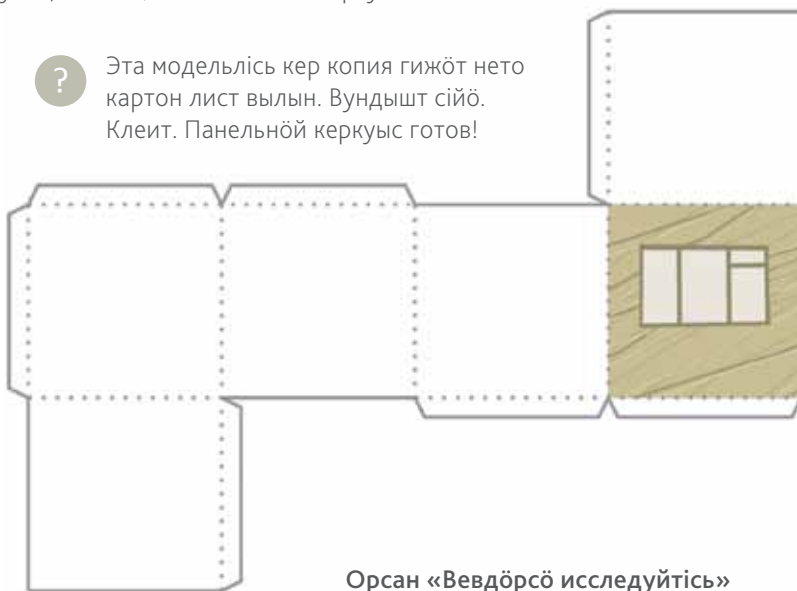 ?
Эта модельлісь кер копия гижӧт нето
картон лист вылын. Вундышт сійӧ.
Клеит. Панельнӧй керкуыс готов!
Орсан «Вевдӧрсӧ исследуйтісь»